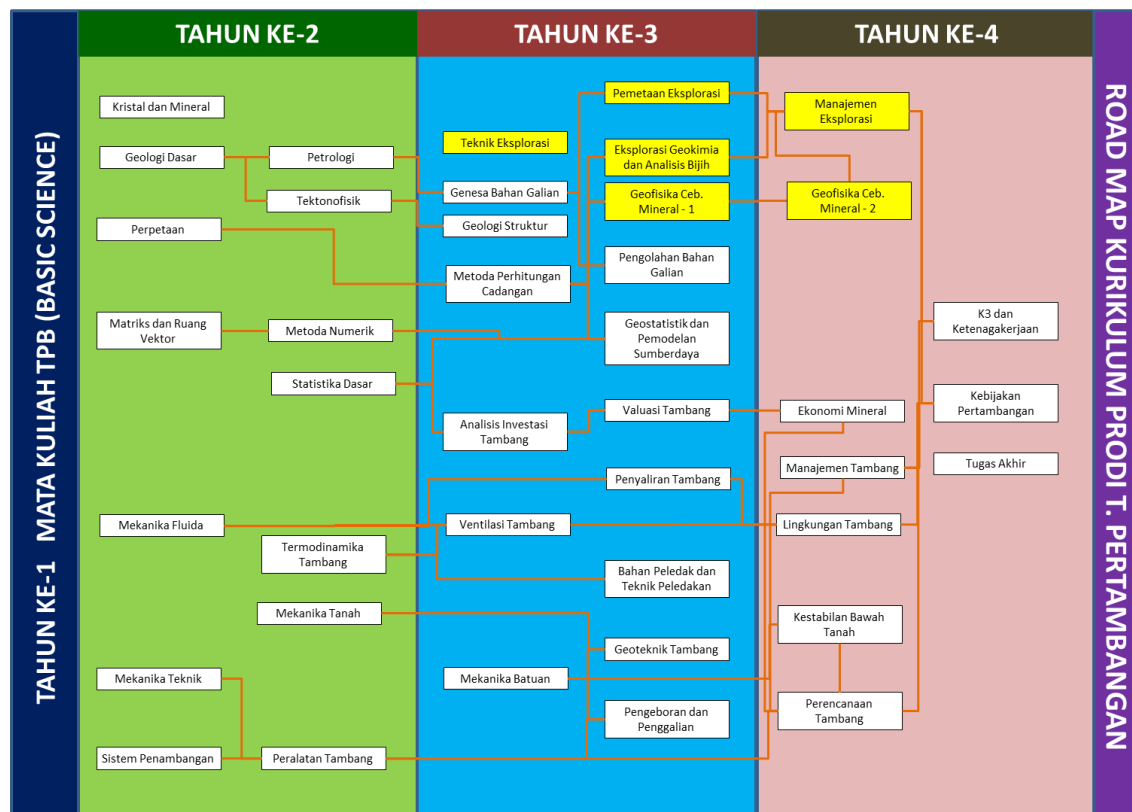 TAHUN KE-1 MATA KULIAH TPB (BASIC SCIENCE)
TAHUN KE-2
Kristal dan Mineral
Geologi Dasar
Petrologi
Tektonofisik
Perpetaan
Matriks dan Ruang
Vektor
Metoda Numerik
Statistika Dasar
Mekanika Fluida
Termodinamika
Tambang
Mekanika Tanah
Mekanika Teknik
Sistem Penambangan
Peralatan Tambang
TAHUN KE-3
Teknik Eksplorasi
Genesa Bahan Galian
Geologi Struktur
Metoda Perhitungan
Cadangan
Analisis Investasi
Tambang
Ventilasi Tambang
Mekanika Batuan
Pemetaan Eksplorasi
Eksplorasi Geokimia
dan Analisis Bijih
Geofisika Ceb.
Mineral - 1
Pengolahan Bahan
Galian
Geostatistik dan
Pemodelan
Sumberdaya
Valuasi Tambang
Penyaliran Tambang
Bahan Peledak dan
Teknik Peledakan
Geoteknik Tambang
Pengeboran dan
Penggalian
TAHUN KE-4
Manajemen
Eksplorasi
Geofisika Ceb.
Mineral - 2
Ekonomi Mineral
Manajemen Tambang
Lingkungan Tambang
Kestabilan Bawah
Tanah
Perencanaan
Tambang
K3 dan
Ketenagakerjaan
Kebijakan
Pertambangan
Tugas Akhir
ROAD MAP KURIKULUM PRODI T. PERTAMBANGAN